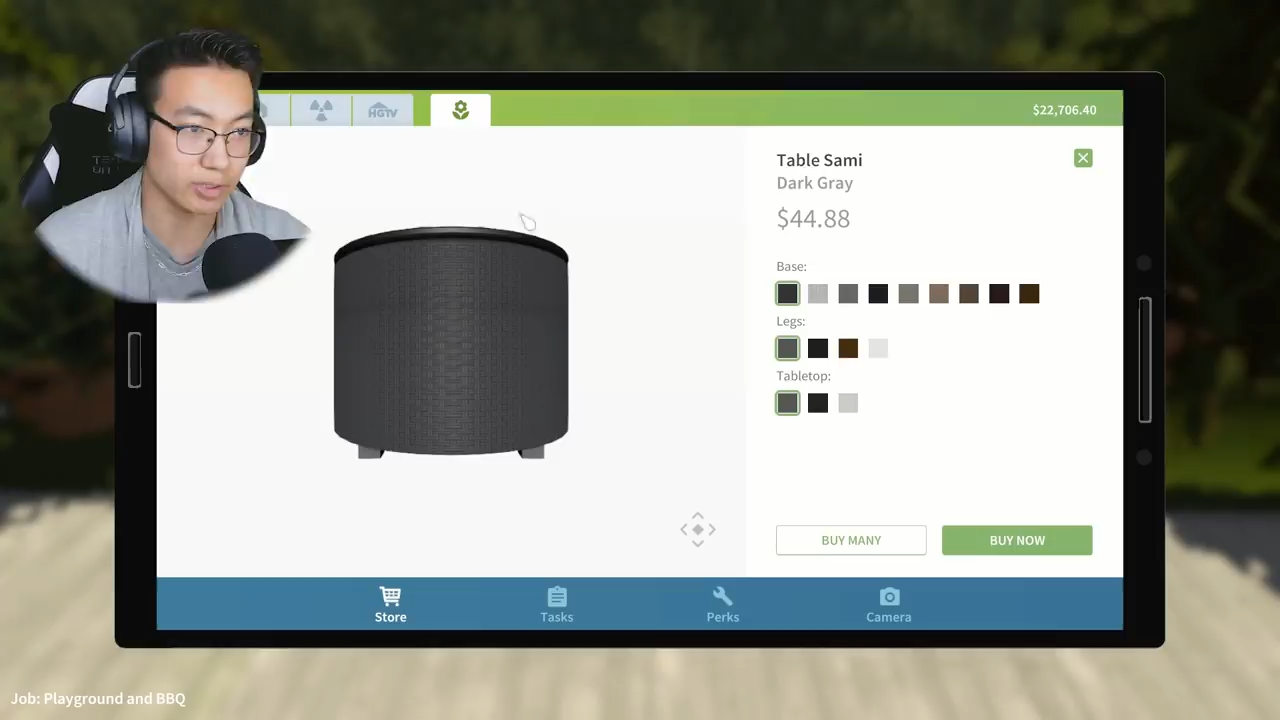 HGTV
$22,706.40
Table Sami
Dark Gray
$44.88
Base:
Legs:
Tabletop:
BUY MANY
BUY NOW
Store
Tasks
Perks
Camera
Job: Playground and BBQ